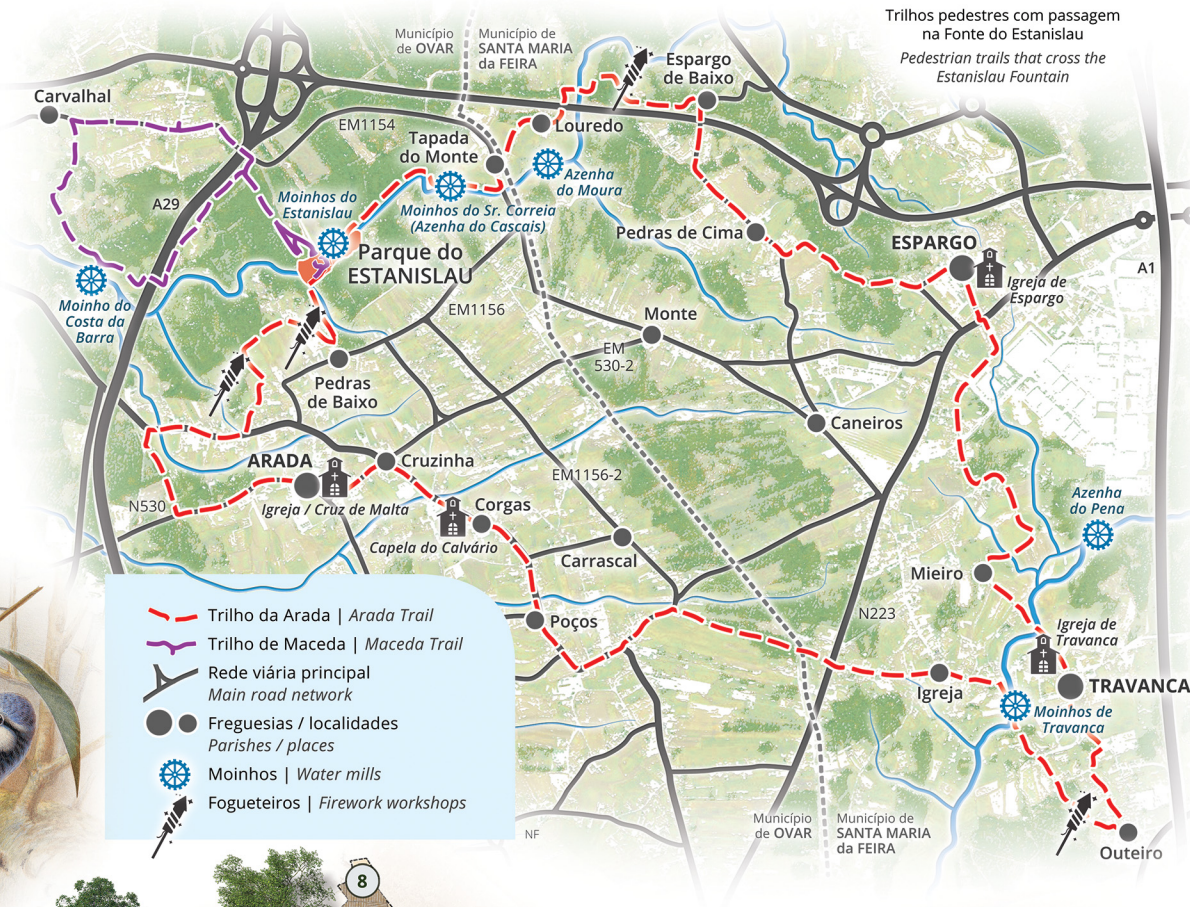 Trilhos pedestres com passagem
na Fonte do Estanislau
Pedestrian trails that cross the
Estanislau Fountain
Município
de OVAR
Município de
SANTA MARIA
da FEIRA
Espargo
de Baixo
Carvalhal
EM1154
Tapada
do Monte
Louredo
Azenha
do Moura
A29
Moinhos do
Estanislau
Moinhos do Sr. Correia
(Azenha do Cascais)
Pedras de Cima
ESPARGO
Igreja de
Espargo
A1
Parque do
ESTANISLAU
Moinho do
Costa da
Barra
EM1156
Monte
EM
530-2
Pedras
de Baixo
Caneiros
ARADA
Cruzinha
EM1156-2
N530
Igreja / Cruz de Malta
Corgas
Capela do Calvário
Carrascal
Azenha
do Pena
Mieiro
N223
Poços
Igreja de
Travanca
Igreja
TRAVANCA
Moinhos de
Travanca
Trilho da Arada | Arada Trail
Trilho de Maceda | Maceda Trail
Rede viária principal
Main road network
Freguesias / localidades
Parishes / places
Moinhos | Water mills
Fogueteiros | Firework workshops
NF
Município
de OVAR
Município de
SANTA MARIA
da FEIRA
Outeiro
8